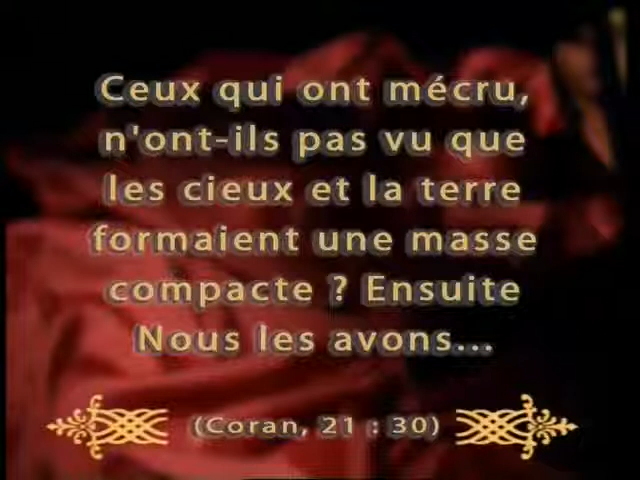 Ceux qui ont mécru,
n'ont-ils pas vu que
les cieux et la terre
formaient une masse
compacte ? Ensuite
Nous les avons...
(Coran, 21 : 30)